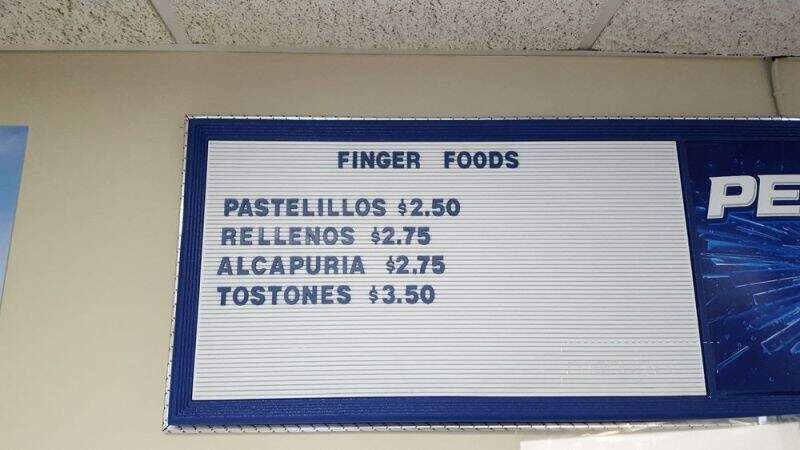 FINGER FOODS
PASTELILLOS $2.50
RELLENOS $2.75
ALCAPURIA $2.75
TOSTONES $3.50
PE